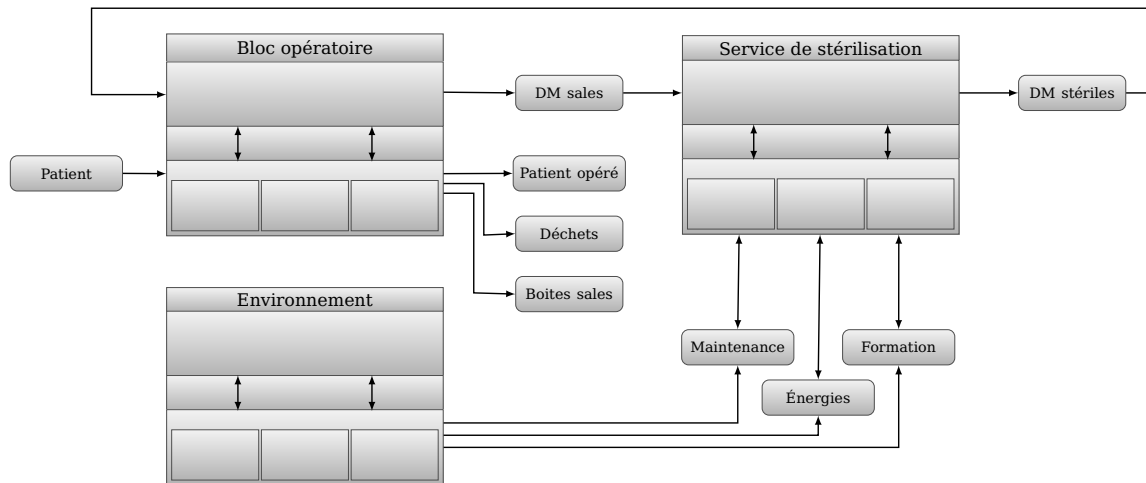 Bloc opératoire
Service de stérilisation
DM sales
DM stériles
Patient
Patient opéré
Déchets
Boites sales
Environnement
Maintenance
Formation
Énergies